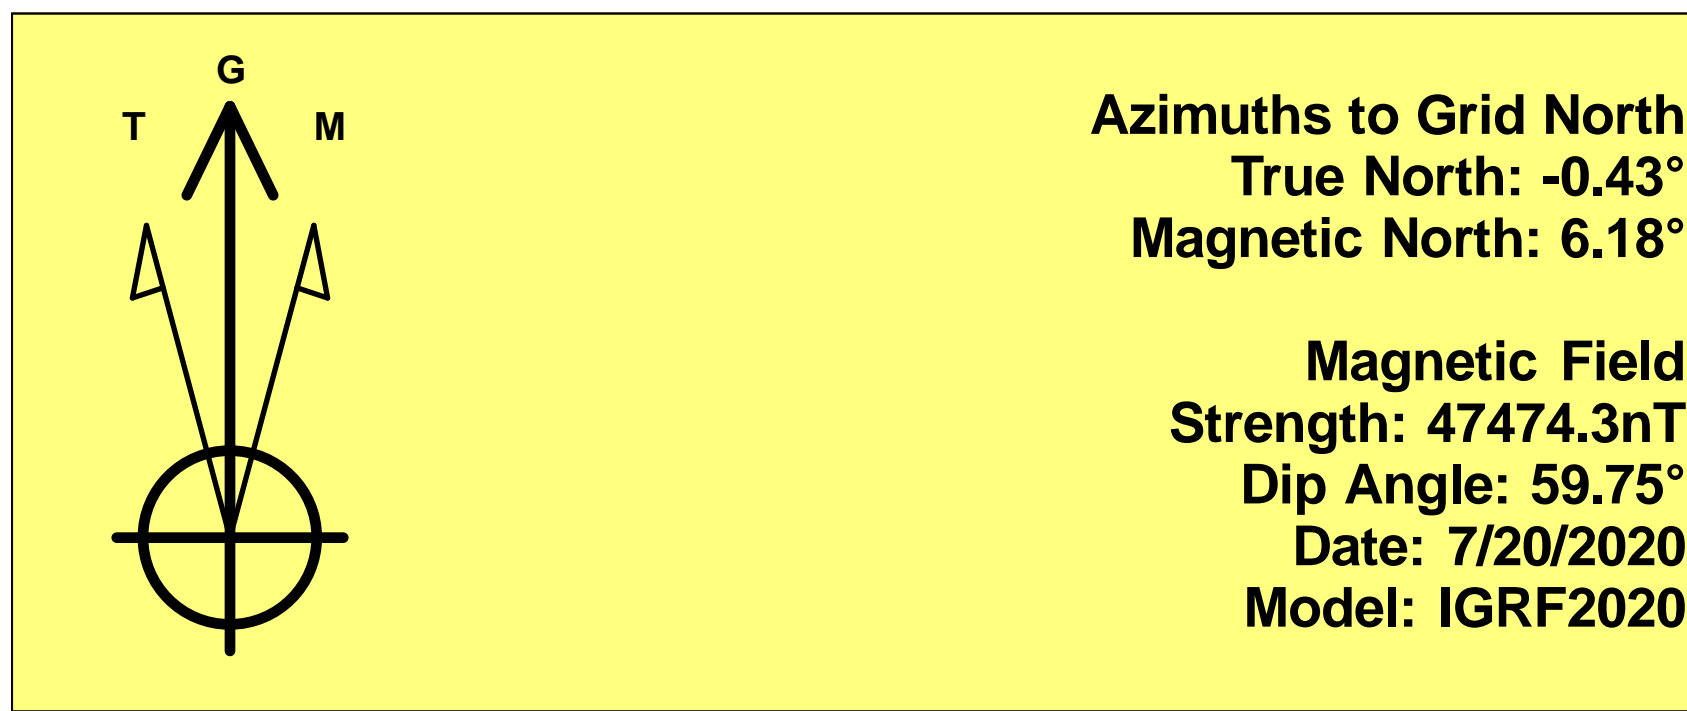 G
T
M
Azimuths to Grid North
True North: -0.43°
Magnetic North: 6.18°
Magnetic Field
Strength: 47474.3nT
Dip Angle: 59.75°
Date: 7/20/2020
Model: IGRF2020